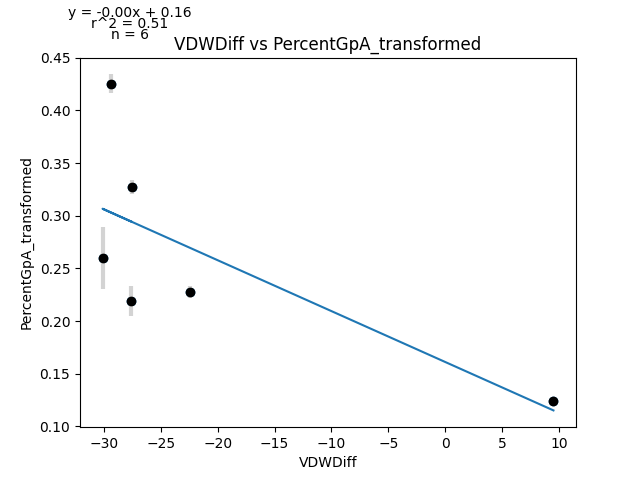 y = -0.00x + 0.16
r^2 = 0.51
n = 6
VDWDiff vs PercentGpA_transformed
PercentGpA_transformed
0.45
0.40
0.35
0.30
0.25
0.20
0.15
0.10
−30
−25
−20
−15
−10
−5
0
5
10
VDWDiff